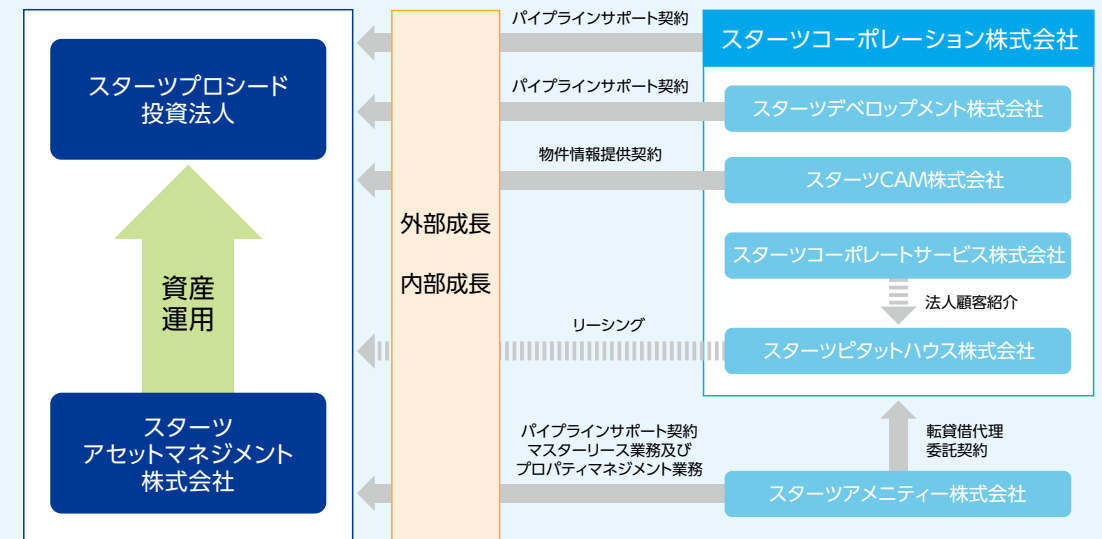 スターツプロシード
投資法人
資産
運用
スターツ
アセットマネジメント
株式会社
外部成長
内部成長
パイプラインサポート契約
パイプラインサポート契約
物件情報提供契約
リーシング
パイプラインサポート契約
マスターリース業務及び
プロパティマネジメント業務
スターツコーポレーション株式会社
スターツデベロップメント株式会社
スターツCAM株式会社
スターツコーポレートサービス株式会社
法人顧客紹介
スターツピタットハウス株式会社
転貸借代理
委託契約
スターツアメニティー株式会社